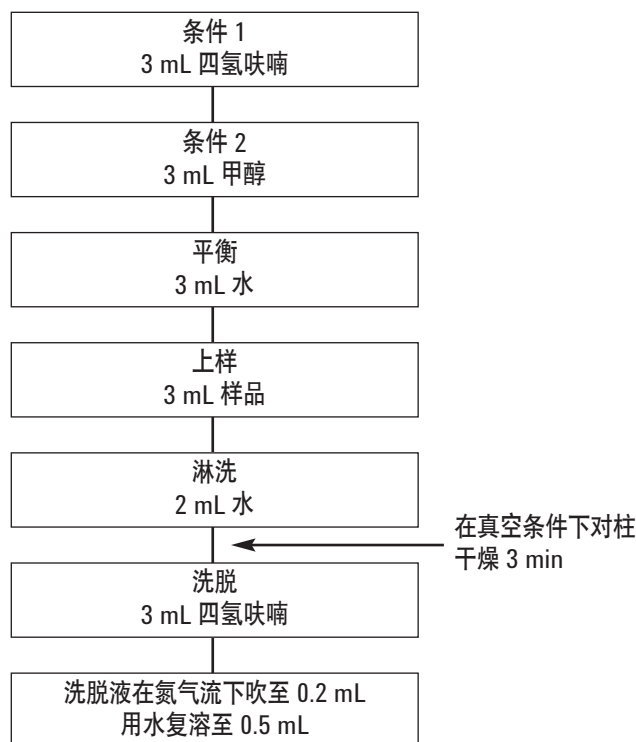 条件 1
3 mL 四氢呋喃
条件 2
3 mL 甲醇
平衡
3 mL 水
上样
3 mL 样品
淋洗
2 mL 水
在真空条件下对柱
干燥 3 min
洗脱
3 mL 四氢呋喃
洗脱液在氮气流下吹至 0.2 mL
用水复溶至 0.5 mL